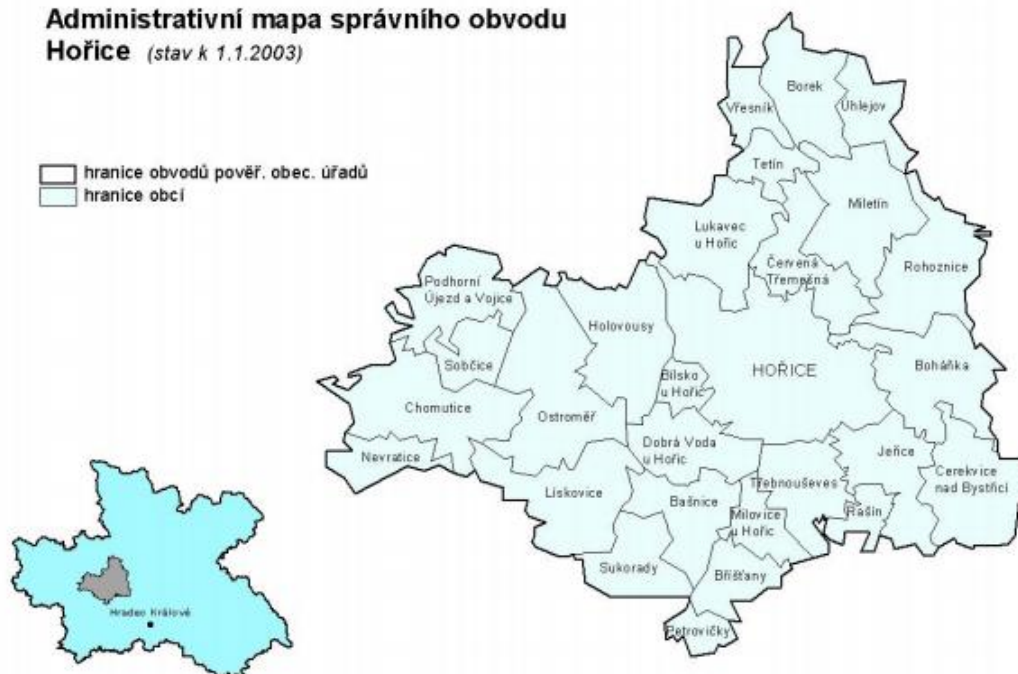 Administrativní mapa správního obvodu
Hořice (stav k 1.1.2003)
hranice obvodů pověř. obec. úřadů
hranice obcí
Borek
Vřesník
Úhlejov
Tetín
Miletín
Lukavec
u Hořic
Rohoznice
Červená
Třemešná
Podhorní
Újezd a Vojice
Holovousy
Sobčice
Bílsko
u Hořic
HOŘICE
Boháňka
Chomutice
Ostroměř
Dobrá Voda
u Hořic
Jeřice
Nevratice
Cerekvice
nad Bystřicí
Třebnouševes
Lískovice
Bašnice
Milovice
u Hořic
Rašín
Sukorady
Bříšťany
Petrovičky
Hradec Králové